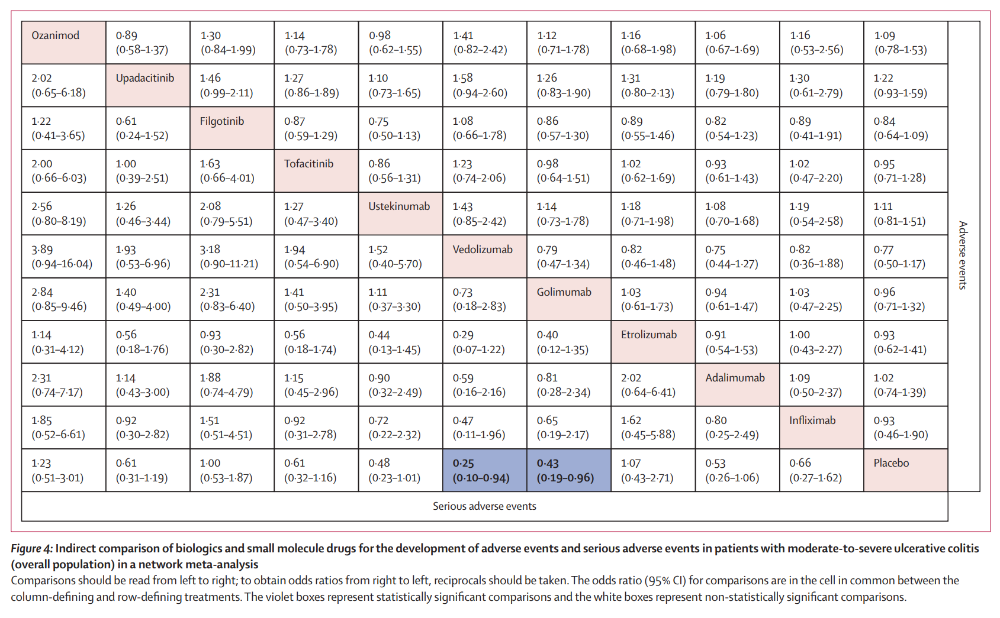 Ozanimod 0·89 1·30 1·14 0·98 1·41 1·12 1·16 1·06 1·16 1·09
(0·58–1·37) (0·84–1·99) (0·73–1·78) (0·62–1·55) (0·82–2·42) (0·71–1·78) (0·68–1·98) (0·67–1·69) (0·53–2·56) (0·78–1·53)
2·02 Upadacitinib 1·46 1·27 1·10 1·58 1·26 1·31 1·19 1·30 1·22
(0·65–6·18) (0·99–2·11) (0·86–1·89) (0·73–1·65) (0·94–2·60) (0·83–1·90) (0·80–2·13) (0·79–1·80) (0·61–2·79) (0·93–1·59)
1·22 0·61 Filgotinib 0·87 0·75 1·08 0·86 0·89 0·82 0·89 0·84
(0·41–3·65) (0·24–1·52) (0·59–1·29) (0·50–1·13) (0·66–1·78) (0·57–1·30) (0·55–1·46) (0·54–1·23) (0·41–1·91) (0·64–1·09)
2·00 1·00 1·63 Tofacitinib 0·86 1·23 0·98 1·02 0·93 1·02 0·95
(0·66–6·03) (0·39–2·51) (0·66–4·01) (0·56–1·31) (0·74–2·06) (0·64–1·51) (0·62–1·69) (0·61–1·43) (0·47–2·20) (0·71–1·28)
2·56 1·26 2·08 1·27 Ustekinumab 1·43 1·14 1·18 1·08 1·19 1·11
(0·80–8·19) (0·46–3·44) (0·79–5·51) (0·47–3·40) (0·85–2·42) (0·73–1·78) (0·71–1·98) (0·70–1·68) (0·54–2·58) (0·81–1·51)
3·89 1·93 3·18 1·94 1·52 Vedolizumab 0·79 0·82 0·75 0·82 0·77
(0·94–16·04) (0·53–6·96) (0·90–11·21) (0·54–6·90) (0·40–5·70) (0·47–1·34) (0·46–1·48) (0·44–1·27) (0·36–1·88) (0·50–1·17)
2·84 1·40 2·31 1·41 1·11 0·73 Golimumab 1·03 0·94 1·03 0·96
(0·85–9·46) (0·49–4·00) (0·83–6·40) (0·50–3·95) (0·37–3·30) (0·18–2·83) (0·61–1·73) (0·61–1·47) (0·47–2·25) (0·71–1·32)
1·14 0·56 0·93 0·56 0·44 0·29 0·40 Etrolizumab 0·91 1·00 0·93
(0·31–4·12) (0·18–1·76) (0·30–2·82) (0·18–1·74) (0·13–1·45) (0·07–1·22) (0·12–1·35) (0·54–1·53) (0·43–2·27) (0·62–1·41)
2·31 1·14 1·88 1·15 0·90 0·59 0·81 2·02 Adalimumab 1·09 1·02
(0·74–7·17) (0·43–3·00) (0·74–4·79) (0·45–2·96) (0·32–2·49) (0·16–2·16) (0·28–2·34) (0·64–6·41) (0·50–2·37) (0·74–1·39)
1·85 0·92 1·51 0·92 0·72 0·47 0·65 1·62 0·80 Infliximab 0·93
(0·52–6·61) (0·30–2·82) (0·51–4·51) (0·31–2·78) (0·22–2·32) (0·11–1·96) (0·19–2·17) (0·45–5·88) (0·25–2·49) (0·46–1·90)
1·23 0·61 1·00 0·61 0·48 0·25 0·43 1·07 0·53 0·66 Placebo
(0·51–3·01) (0·31–1·19) (0·53–1·87) (0·32–1·16) (0·23–1·01) (0·10–0·94) (0·19–0·96) (0·43–2·71) (0·26–1·06) (0·27–1·62)
Adverse events
Serious adverse events
Figure 4: Indirect comparison of biologics and small molecule drugs for the development of adverse events and serious adverse events in patients with moderate-to-severe ulcerative colitis
(overall population) in a network meta-analysis
Comparisons should be read from left to right; to obtain odds ratios from right to left, reciprocals should be taken. The odds ratio (95% CI) for comparisons are in the cell in common between the
column-defining and row-defining treatments. The violet boxes represent statistically significant comparisons and the white boxes represent non-statistically significant comparisons.